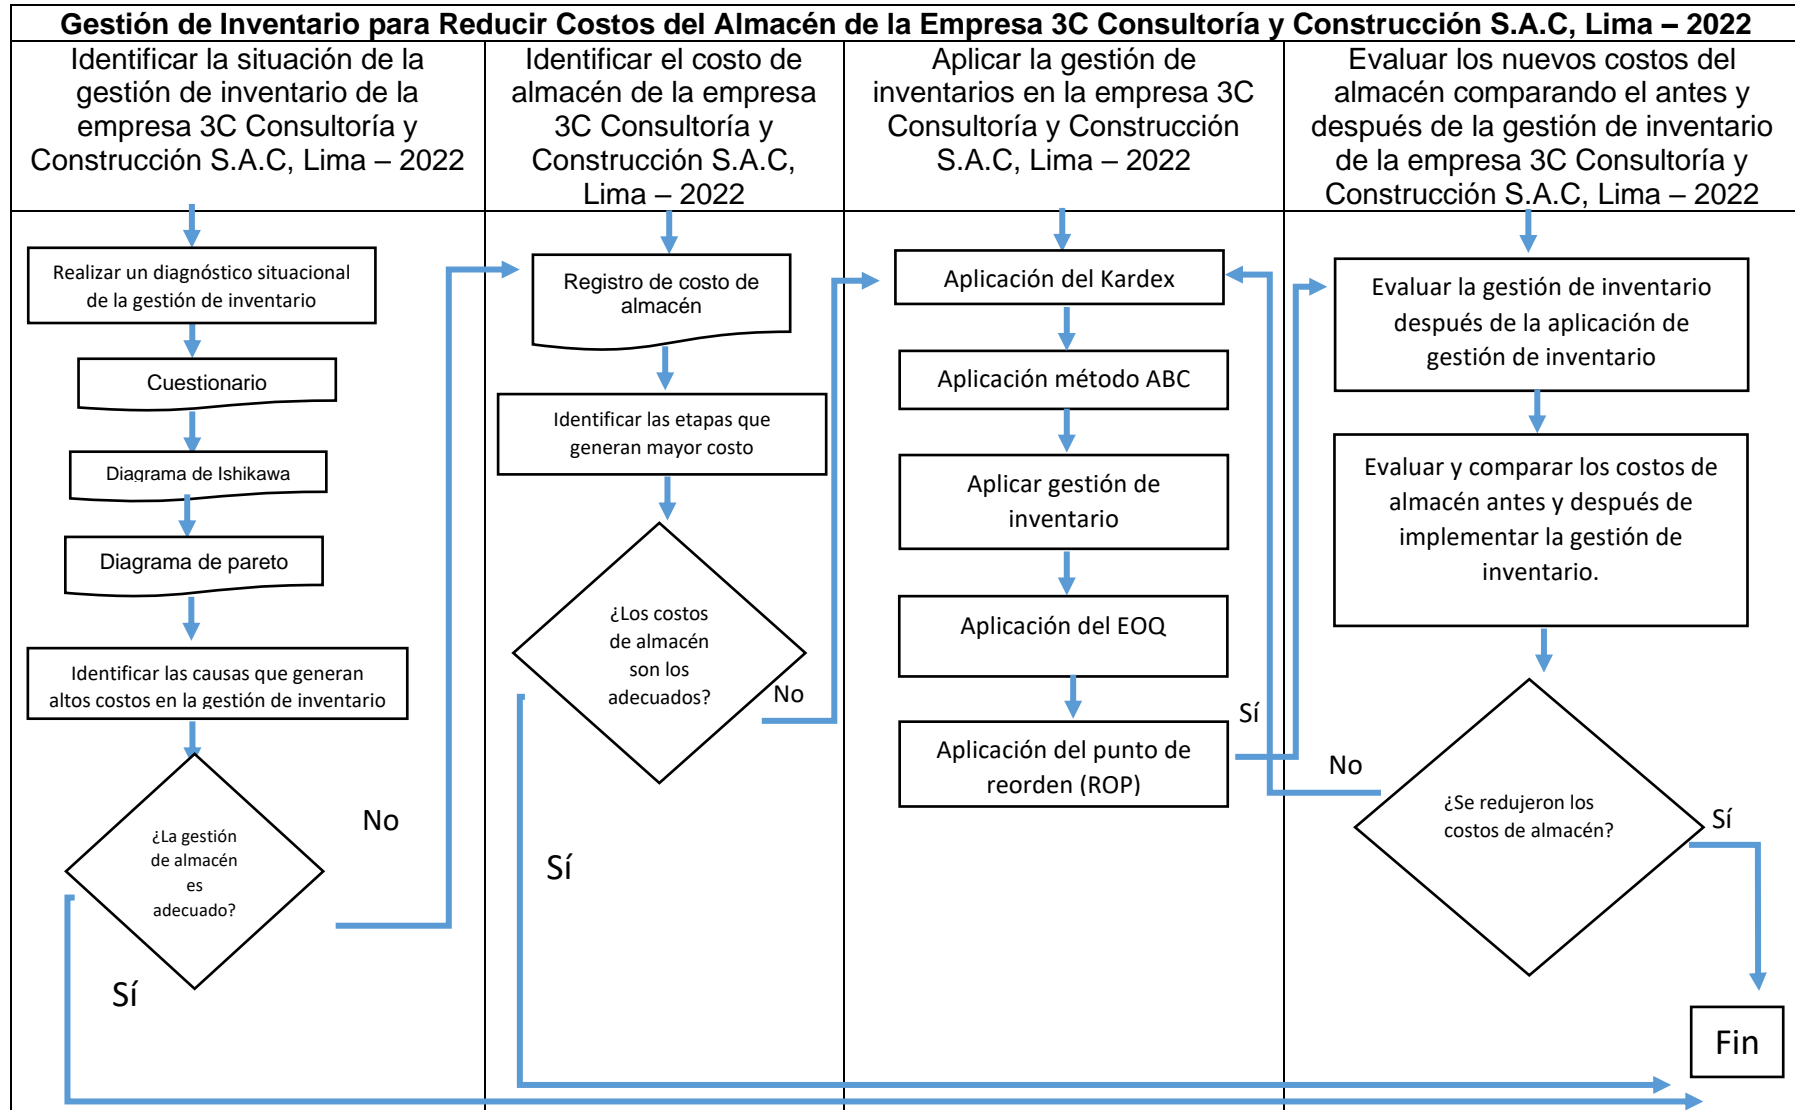 Gestión de Inventario para Reducir Costos del Almacén de la Empresa 3C Consultoría y Construcción S.A.C, Lima – 2022
Identificar la situación de la
gestión de inventario de la
empresa 3C Consultoría y
Construcción S.A.C, Lima – 2022
Identificar el costo de
almacén de la empresa
3C Consultoría y
Construcción S.A.C,
Lima – 2022
Aplicar la gestión de
inventarios en la empresa 3C
Consultoría y Construcción
S.A.C, Lima – 2022
Evaluar los nuevos costos del
almacén comparando el antes y
después de la gestión de inventario
de la empresa 3C Consultoría y
Construcción S.A.C, Lima – 2022
Realizar un diagnóstico situacional
de la gestión de inventario
Cuestionario
Diagrama de Ishikawa
Diagrama de pareto
Identificar las causas que generan
altos costos en la gestión de inventario
¿La gestión
de almacén
es
adecuado?
No
Sí
Registro de costo de
almacén
Identificar las etapas que
generan mayor costo
¿Los costos
de almacén
son los
adecuados?
No
Sí
Aplicación del Kardex
Aplicación método ABC
Aplicar gestión de
inventario
Aplicación del EOQ
Aplicación del punto de
reorden (ROP)
Sí
Evaluar la gestión de inventario
después de la aplicación de
gestión de inventario
Evaluar y comparar los costos de
almacén antes y después de
implementar la gestión de
inventario.
¿Se redujeron los
costos de almacén?
No
Sí
Fin